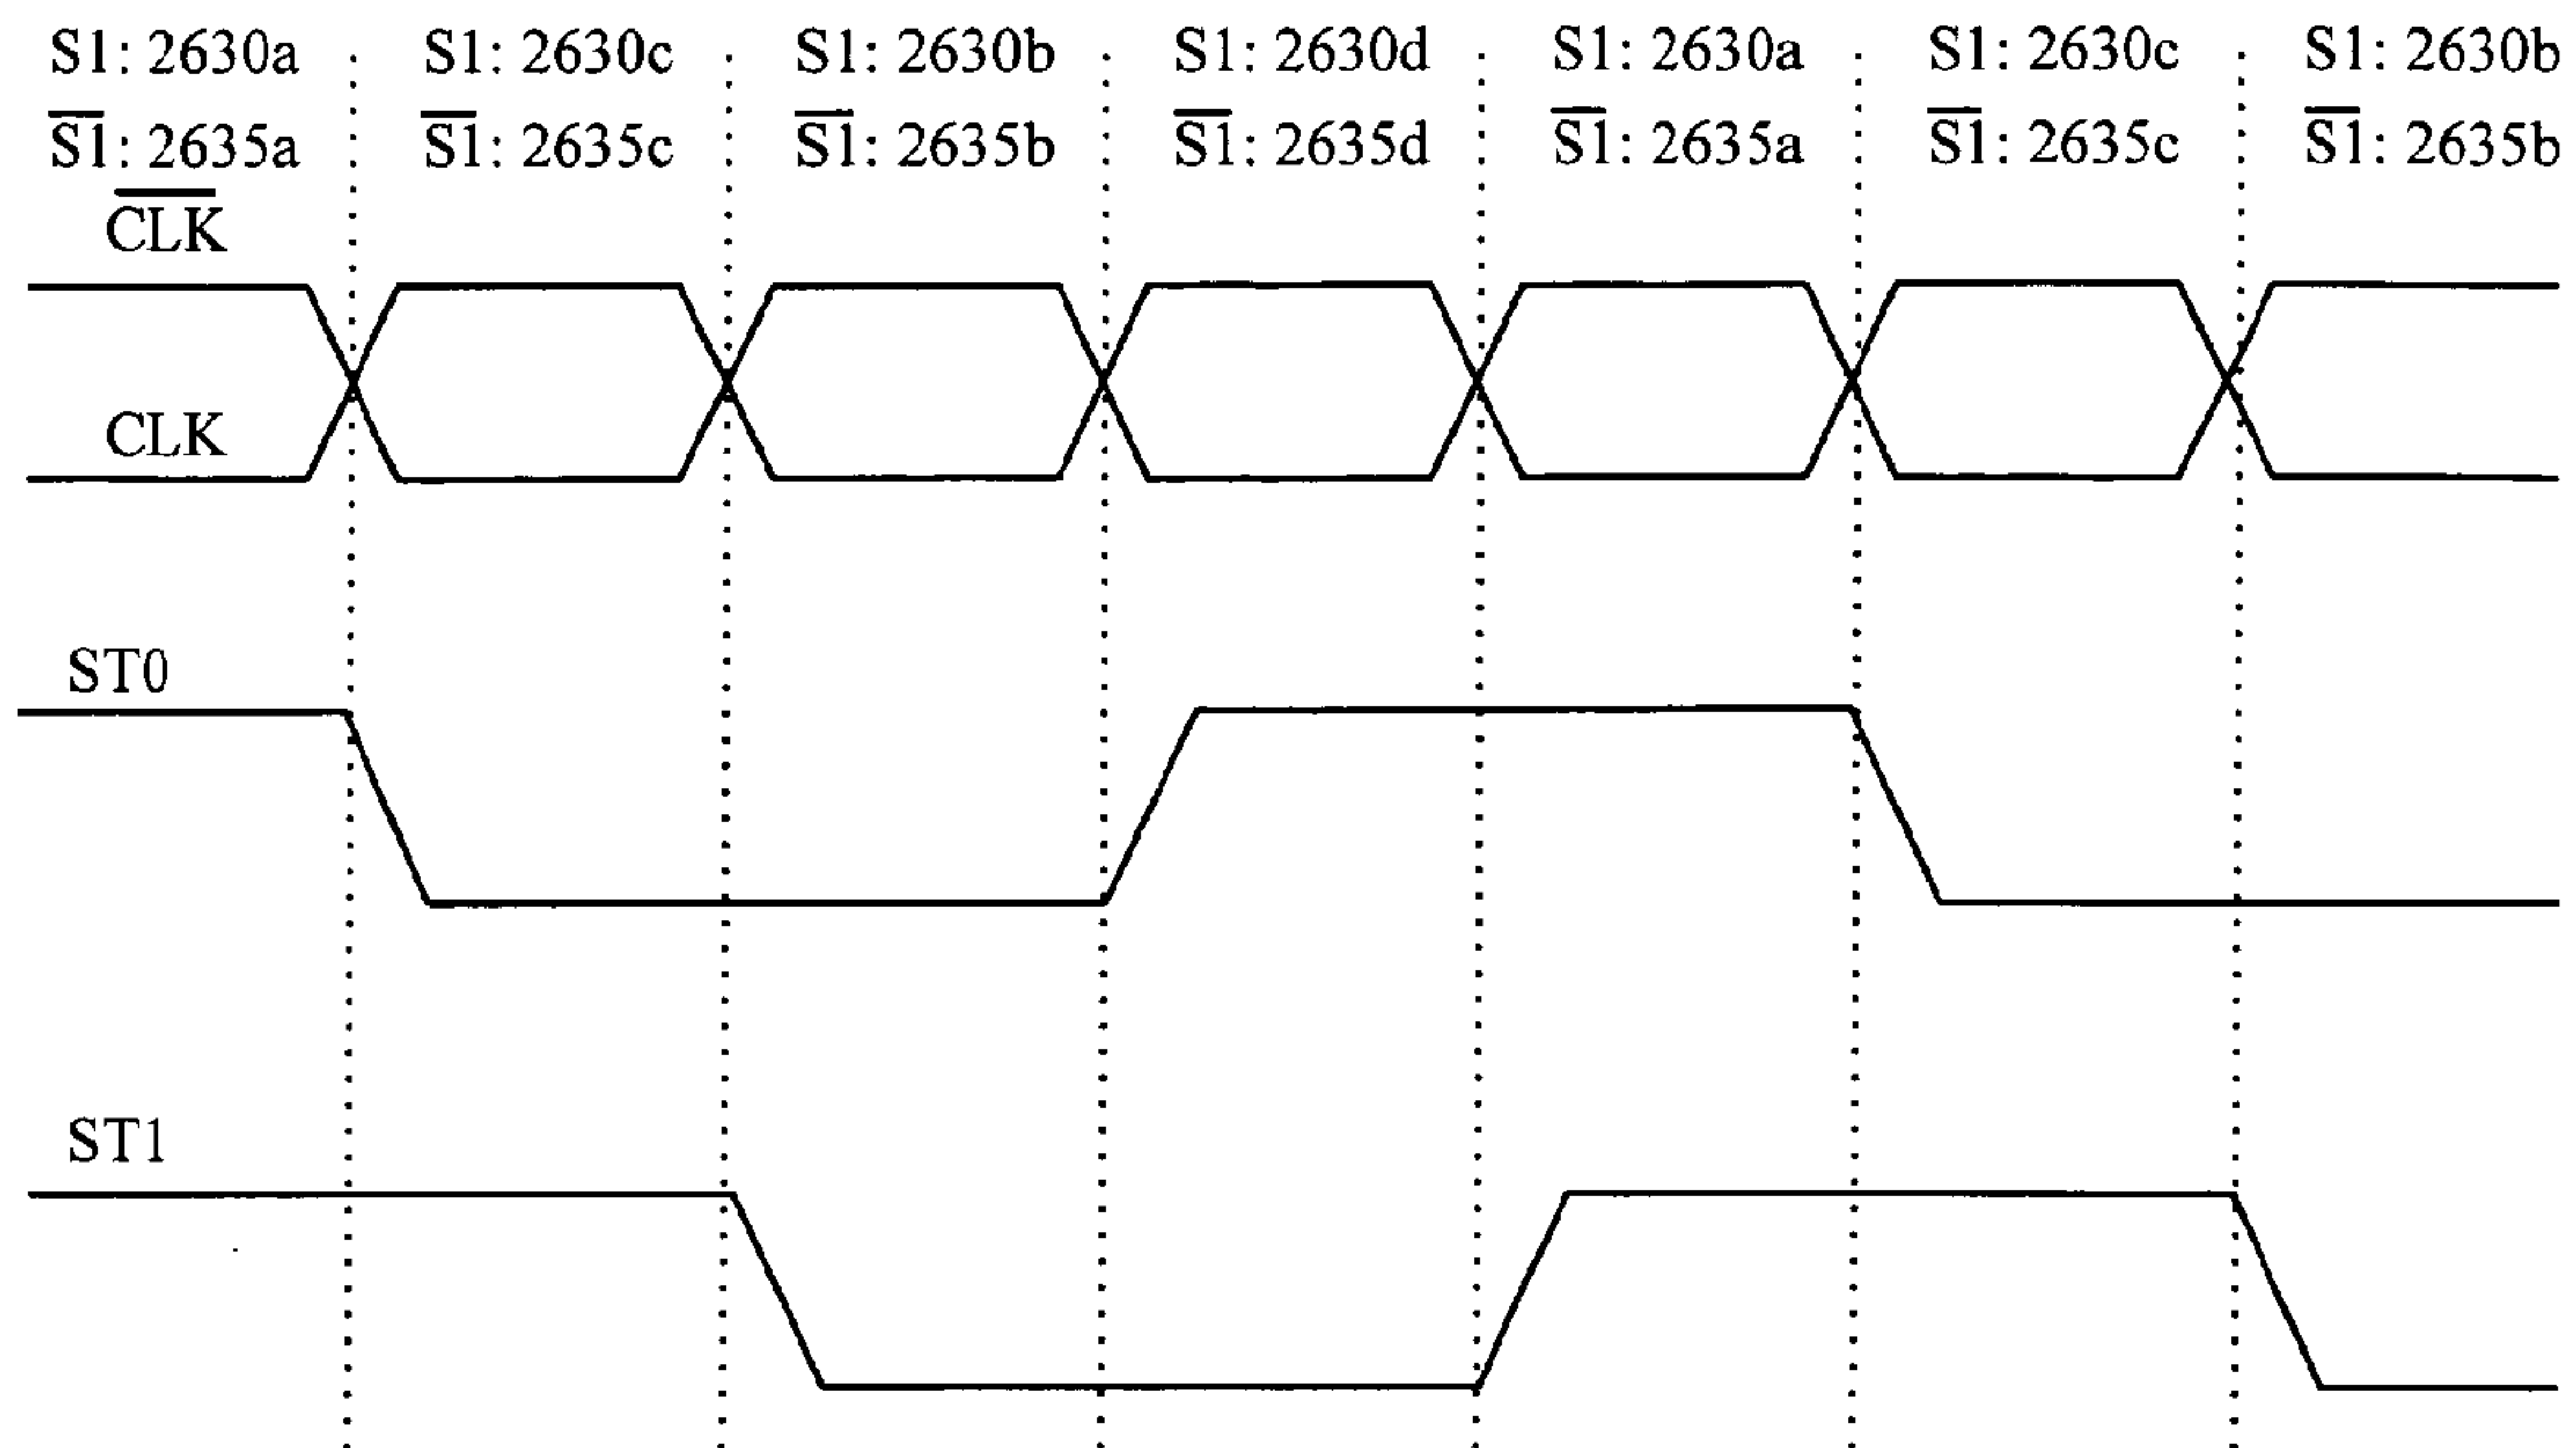 S1: 2630a S1: 2630c S1: 2630b S1: 2630d S1: 2630a S1: 2630c S1: 2630b
S̅1̅: 2635a S̅1̅: 2635c S̅1̅: 2635b S̅1̅: 2635d S̅1̅: 2635a S̅1̅: 2635c S̅1̅: 2635b
C̅L̅K̅
CLK
ST0
ST1